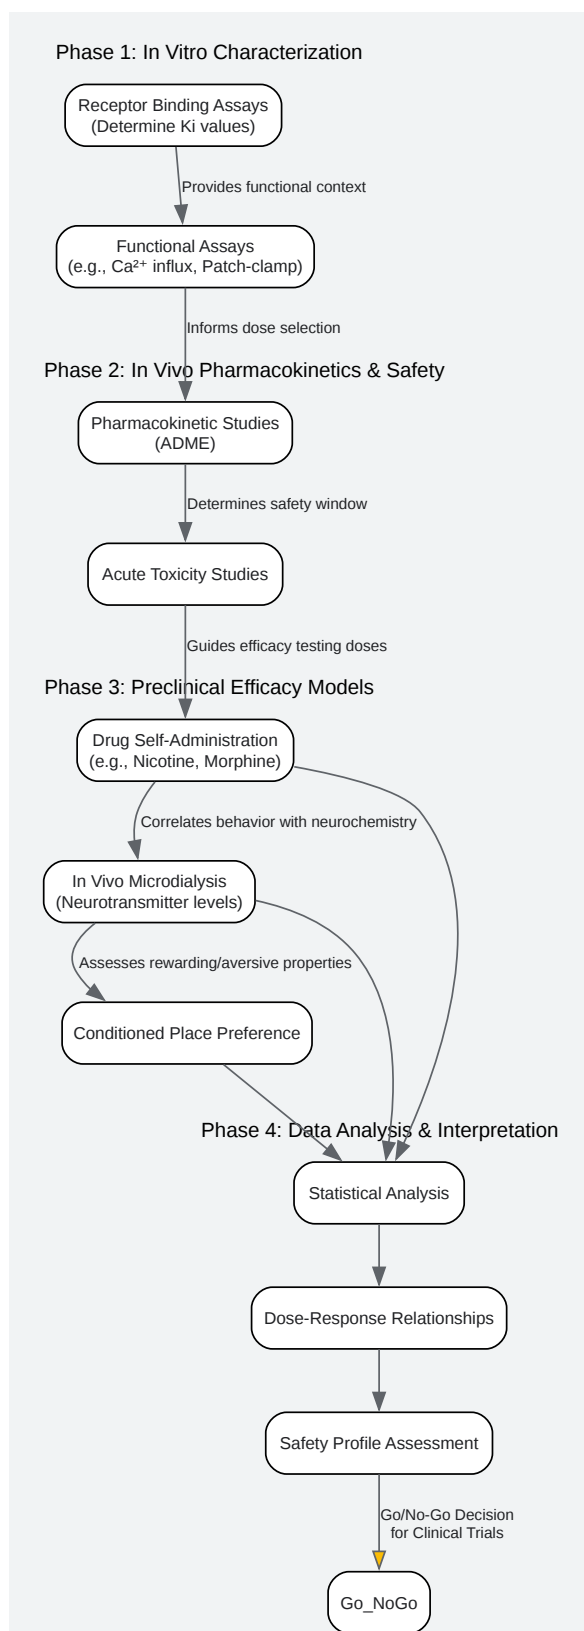 Phase 1: In Vitro Characterization
Receptor Binding Assays
(Determine Ki values)
Provides functional context
Functional Assays
(e.g., Ca²⁺ influx, Patch-clamp)
Informs dose selection
Phase 2: In Vivo Pharmacokinetics & Safety
Pharmacokinetic Studies
(ADME)
Determines safety window
Acute Toxicity Studies
Guides efficacy testing doses
Phase 3: Preclinical Efficacy Models
Drug Self-Administration
(e.g., Nicotine, Morphine)
Correlates behavior with neurochemistry
In Vivo Microdialysis
(Neurotransmitter levels)
Assesses rewarding/aversive properties
Conditioned Place Preference
Phase 4: Data Analysis & Interpretation
Statistical Analysis
Dose-Response Relationships
Safety Profile Assessment
Go/No-Go Decision
for Clinical Trials
Go_NoGo